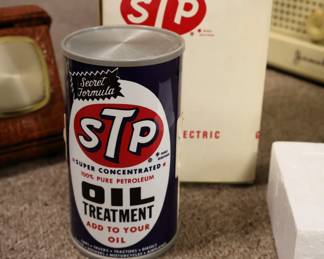 STP
Secret
Formula
STP
ELECTRIC
SUPER CONCENTRATED
100% PURE PETROLEUM
OIL
TREATMENT
ADD TO YOUR
OIL